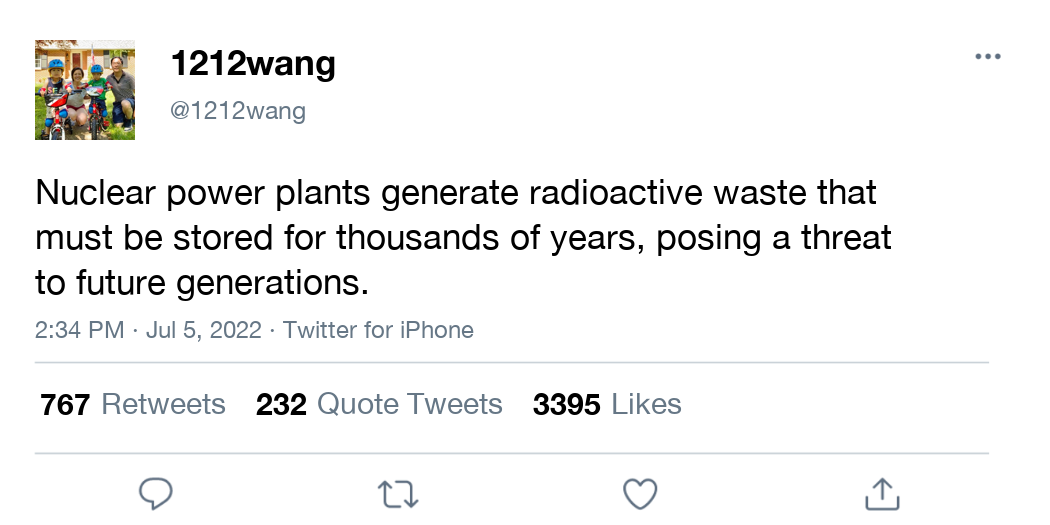 1212wang
@1212wang
Nuclear power plants generate radioactive waste that
must be stored for thousands of years, posing a threat
to future generations.
2:34 PM · Jul 5, 2022 · Twitter for iPhone
767 Retweets 232 Quote Tweets 3395 Likes